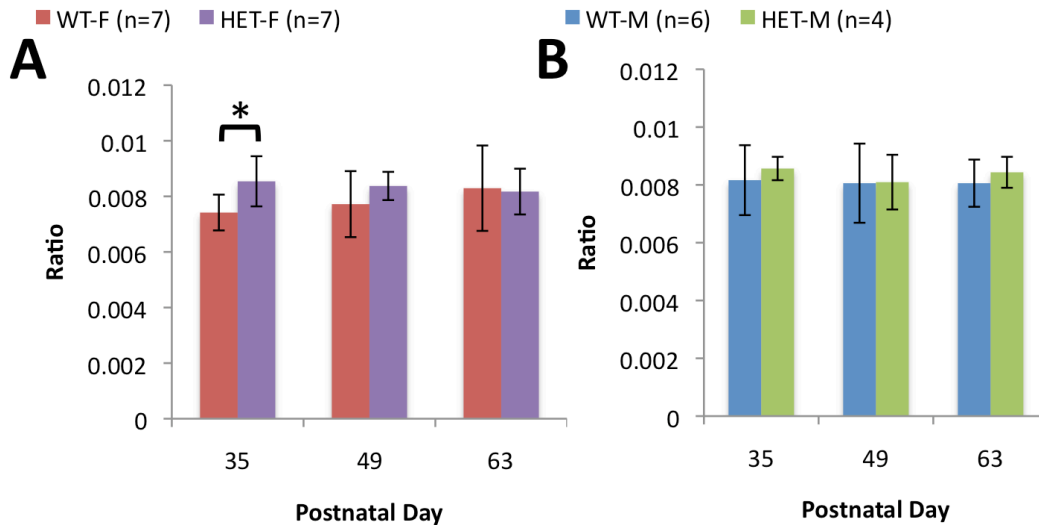 WT-F (n=7) HET-F (n=7)
A
0.012
0.01
0.008
0.006
0.004
0.002
0
Ratio
*
35 49 63
Postnatal Day
WT-M (n=6) HET-M (n=4)
B
0.012
0.01
0.008
0.006
0.004
0.002
0
Ratio
35 49 63
Postnatal Day